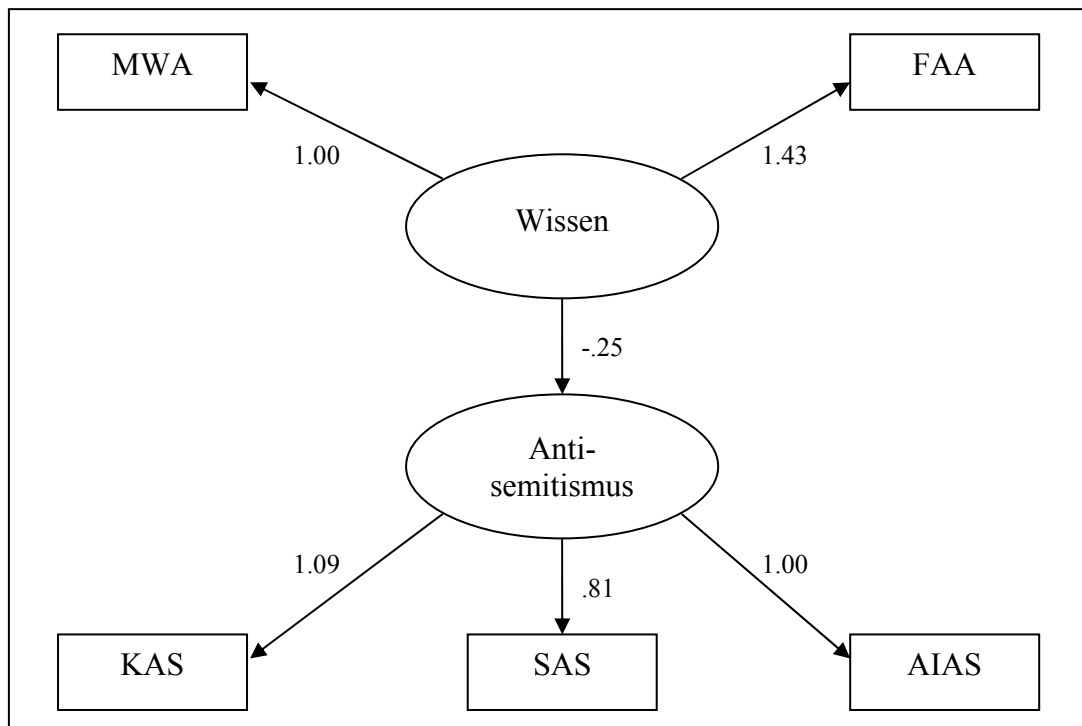 MWA
FAA
1.00
1.43
Wissen
-.25
Anti-
semitismus
1.09
.81
1.00
KAS
SAS
AIAS